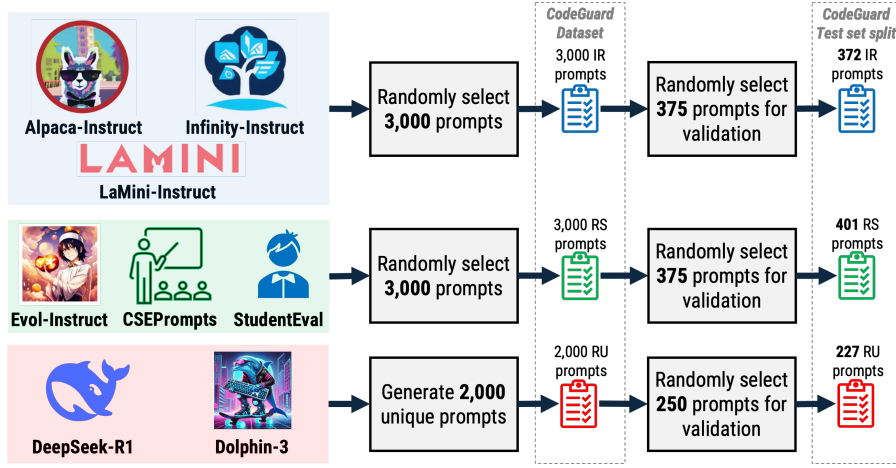 CodeGuard
Dataset
CodeGuard
Test set split
Alpaca-Instruct
Infinity-Instruct
LAMINI
LaMini-Instruct
Randomly select
3,000 prompts
3,000 IR
prompts
Randomly select
375 prompts for
validation
372 IR
prompts
Evol-Instruct
CSEPrompts
StudentEval
Randomly select
3,000 prompts
3,000 RS
prompts
Randomly select
375 prompts for
validation
401 RS
prompts
DeepSeek-R1
Dolphin-3
Generate 2,000
unique prompts
2,000 RU
prompts
Randomly select
250 prompts for
validation
227 RU
prompts